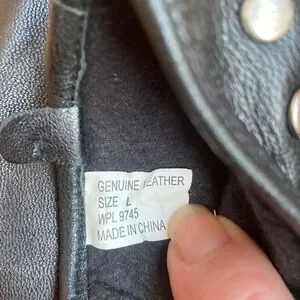 GENUINE LEATHER
SIZE L
WPL 9745
MADE IN CHINA